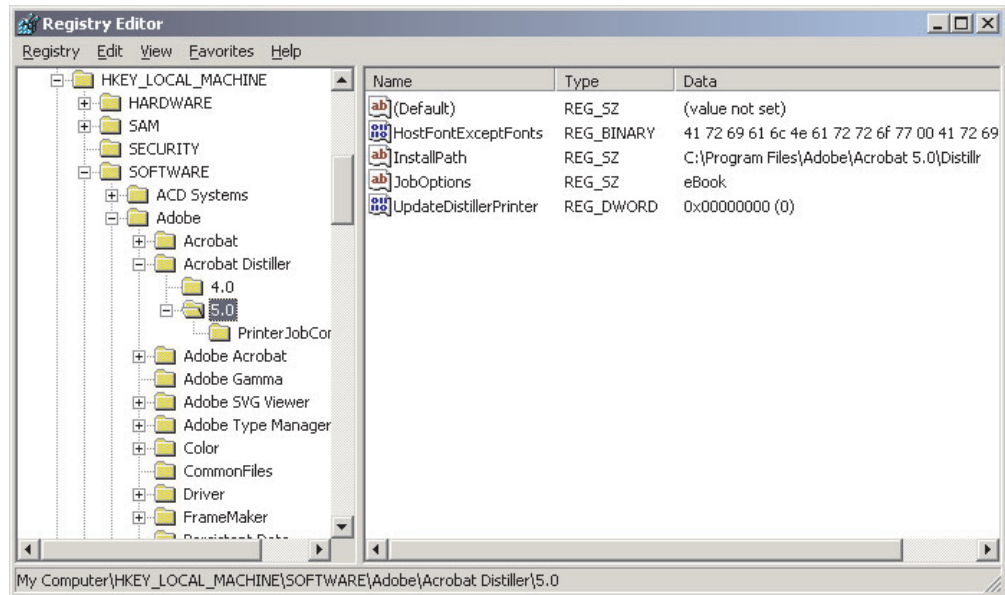 Registry Editor
Registry Edit View Favorites Help
HKEY_LOCAL_MACHINE
HARDWARE
SAM
SECURITY
SOFTWARE
ACD Systems
Adobe
Acrobat
Acrobat Distiller
4.0
5.0
PrinterJobCor
Adobe Acrobat
Adobe Gamma
Adobe SVG Viewer
Adobe Type Manager
Color
CommonFiles
Driver
FrameMaker
Name Type Data
(Default) REG_SZ (value not set)
HostFontExceptFonts REG_BINARY 41 72 69 61 6c 4e 61 72 72 6f 77 00 41 72 69
InstallPath REG_SZ C:\Program Files\Adobe\Acrobat 5.0\Distillr
JobOptions REG_SZ eBook
UpdateDistillerPrinter REG_DWORD 0x00000000 (0)
My Computer\HKEY_LOCAL_MACHINE\SOFTWARE\Adobe\Acrobat Distiller\5.0